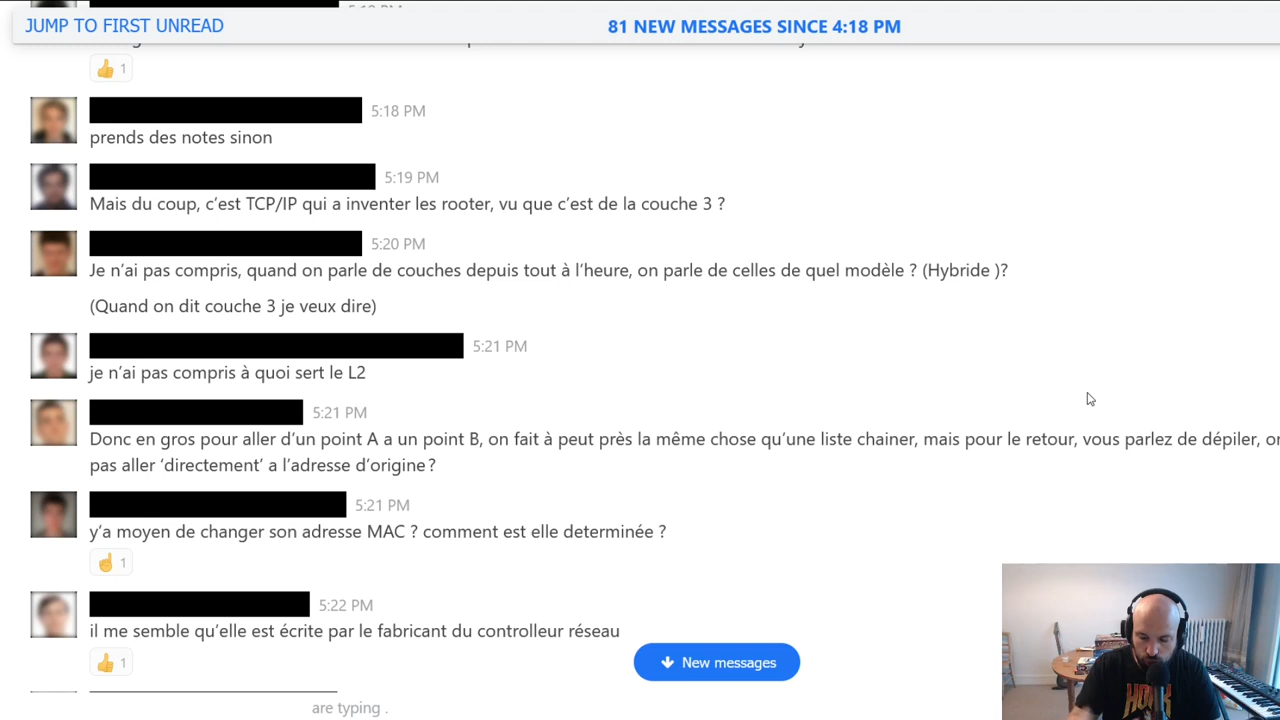 JUMP TO FIRST UNREAD
81 NEW MESSAGES SINCE 4:18 PM
👍 1
5:18 PM
prends des notes sinon
5:19 PM
Mais du coup, c’est TCP/IP qui a inventer les rooter, vu que c’est de la couche 3 ?
5:20 PM
Je n’ai pas compris, quand on parle de couches depuis tout à l’heure, on parle de celles de quel modèle ? (Hybride )?
(Quand on dit couche 3 je veux dire)
5:21 PM
je n’ai pas compris à quoi sert le L2
5:21 PM
Donc en gros pour aller d’un point A a un point B, on fait à peut près la même chose qu’une liste chainer, mais pour le retour, vous parlez de dépiler,
pas aller ‘directement’ a l’adresse d’origine ?
5:21 PM
y’a moyen de changer son adresse MAC ? comment est elle determinée ?
☝ 1
5:22 PM
il me semble qu’elle est écrite par le fabricant du controlleur réseau
👍 1
New messages
are typing .